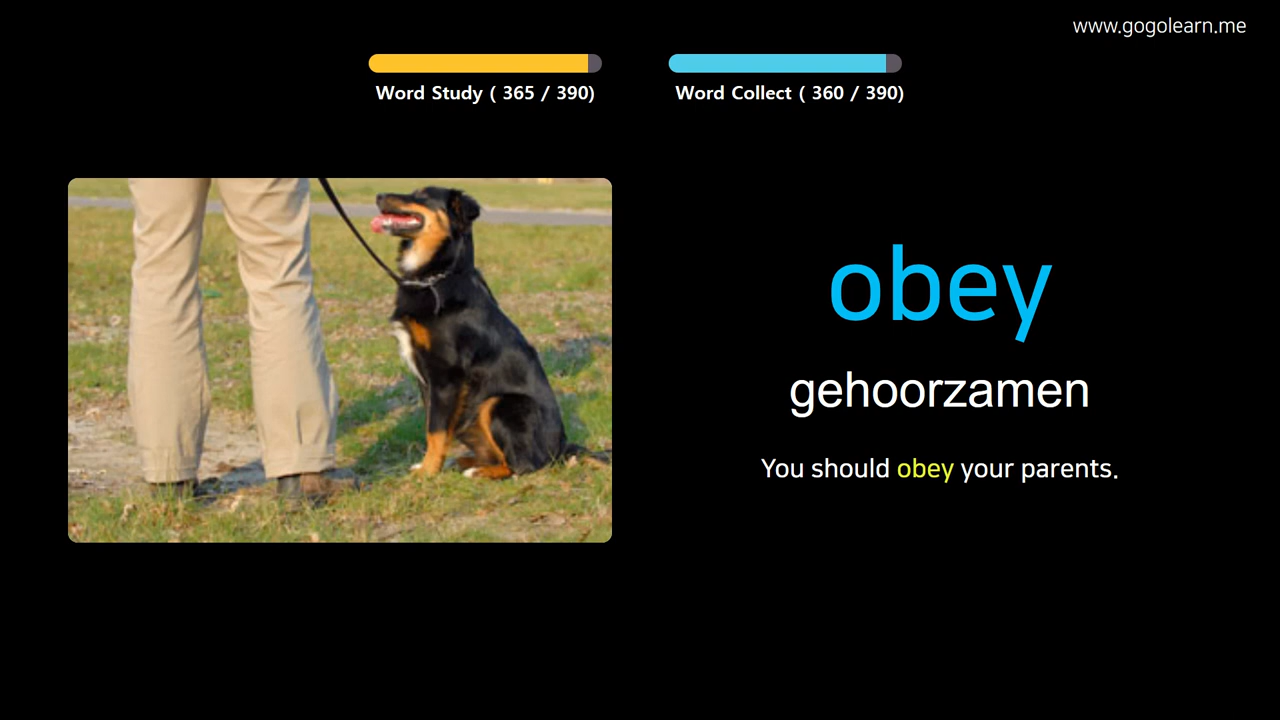 www.gogolearn.me
Word Study ( 365 / 390)
Word Collect ( 360 / 390)
obey
gehoorzamen
You should obey your parents.